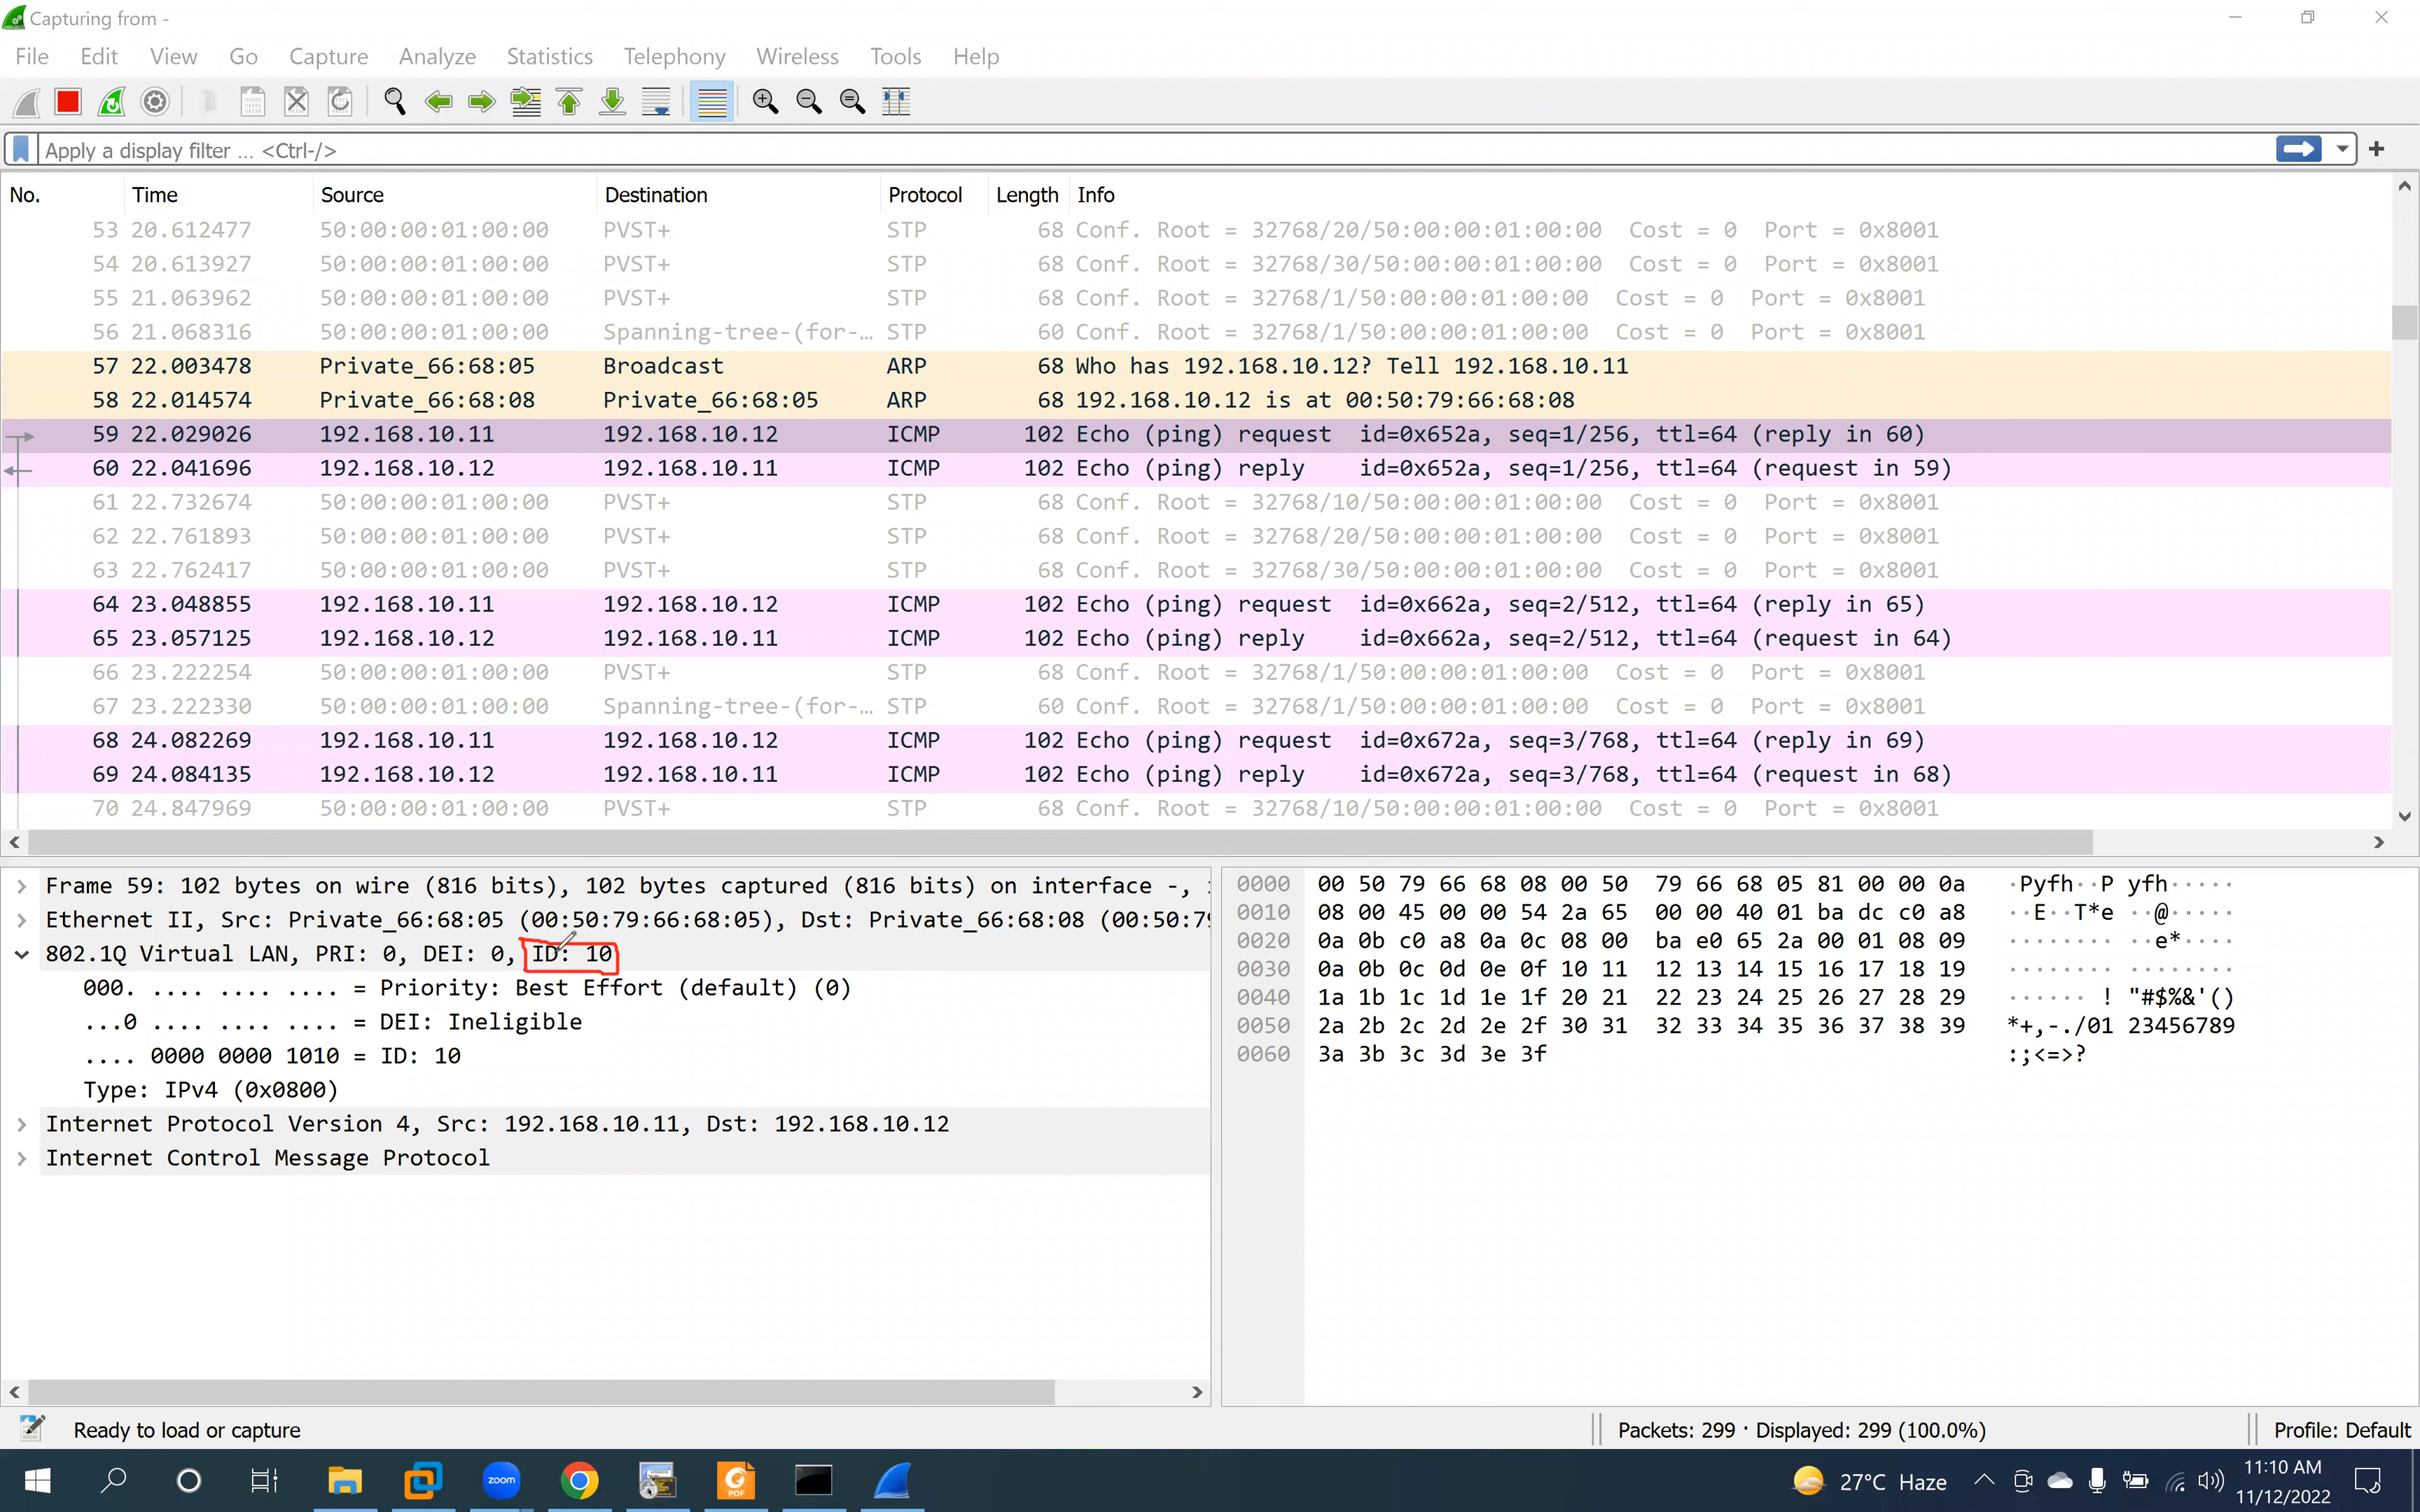 Capturing from -
File Edit View Go Capture Analyze Statistics Telephony Wireless Tools Help
Apply a display filter ... <Ctrl-/>
No. Time Source Destination Protocol Length Info
53 20.612477 50:00:00:01:00:00 PVST+ STP 68 Conf. Root = 32768/20/50:00:00:01:00:00 Cost = 0 Port = 0x8001
54 20.613927 50:00:00:01:00:00 PVST+ STP 68 Conf. Root = 32768/30/50:00:00:01:00:00 Cost = 0 Port = 0x8001
55 21.063962 50:00:00:01:00:00 PVST+ STP 68 Conf. Root = 32768/1/50:00:00:01:00:00 Cost = 0 Port = 0x8001
56 21.068316 50:00:00:01:00:00 Spanning-tree-(for-… STP 60 Conf. Root = 32768/1/50:00:00:01:00:00 Cost = 0 Port = 0x8001
57 22.003478 Private_66:68:05 Broadcast ARP 68 Who has 192.168.10.12? Tell 192.168.10.11
58 22.014574 Private_66:68:08 Private_66:68:05 ARP 68 192.168.10.12 is at 00:50:79:66:68:08
59 22.029026 192.168.10.11 192.168.10.12 ICMP 102 Echo (ping) request id=0x652a, seq=1/256, ttl=64 (reply in 60)
60 22.041696 192.168.10.12 192.168.10.11 ICMP 102 Echo (ping) reply id=0x652a, seq=1/256, ttl=64 (request in 59)
61 22.732674 50:00:00:01:00:00 PVST+ STP 68 Conf. Root = 32768/10/50:00:00:01:00:00 Cost = 0 Port = 0x8001
62 22.761893 50:00:00:01:00:00 PVST+ STP 68 Conf. Root = 32768/20/50:00:00:01:00:00 Cost = 0 Port = 0x8001
63 22.762417 50:00:00:01:00:00 PVST+ STP 68 Conf. Root = 32768/30/50:00:00:01:00:00 Cost = 0 Port = 0x8001
64 23.048855 192.168.10.11 192.168.10.12 ICMP 102 Echo (ping) request id=0x662a, seq=2/512, ttl=64 (reply in 65)
65 23.057125 192.168.10.12 192.168.10.11 ICMP 102 Echo (ping) reply id=0x662a, seq=2/512, ttl=64 (request in 64)
66 23.222254 50:00:00:01:00:00 PVST+ STP 68 Conf. Root = 32768/1/50:00:00:01:00:00 Cost = 0 Port = 0x8001
67 23.222330 50:00:00:01:00:00 Spanning-tree-(for-… STP 60 Conf. Root = 32768/1/50:00:00:01:00:00 Cost = 0 Port = 0x8001
68 24.082269 192.168.10.11 192.168.10.12 ICMP 102 Echo (ping) request id=0x672a, seq=3/768, ttl=64 (reply in 69)
69 24.084135 192.168.10.12 192.168.10.11 ICMP 102 Echo (ping) reply id=0x672a, seq=3/768, ttl=64 (request in 68)
70 24.847969 50:00:00:01:00:00 PVST+ STP 68 Conf. Root = 32768/10/50:00:00:01:00:00 Cost = 0 Port = 0x8001
Frame 59: 102 bytes on wire (816 bits), 102 bytes captured (816 bits) on interface -,
Ethernet II, Src: Private_66:68:05 (00:50:79:66:68:05), Dst: Private_66:68:08 (00:50:79
802.1Q Virtual LAN, PRI: 0, DEI: 0, ID: 10
000. .... .... .... = Priority: Best Effort (default) (0)
...0 .... .... .... = DEI: Ineligible
.... 0000 0000 1010 = ID: 10
Type: IPv4 (0x0800)
Internet Protocol Version 4, Src: 192.168.10.11, Dst: 192.168.10.12
Internet Control Message Protocol
0000 00 50 79 66 68 08 00 50 79 66 68 05 81 00 00 0a ·Pyfh··P yfh·····
0010 08 00 45 00 00 54 2a 65 00 00 40 01 ba dc c0 a8 ··E··T*e ··@·····
0020 0a 0b c0 a8 0a 0c 08 00 ba e0 65 2a 00 01 08 09 ········ ··e*····
0030 0a 0b 0c 0d 0e 0f 10 11 12 13 14 15 16 17 18 19 ········ ········
0040 1a 1b 1c 1d 1e 1f 20 21 22 23 24 25 26 27 28 29 ······ ! "#$%&'()
0050 2a 2b 2c 2d 2e 2f 30 31 32 33 34 35 36 37 38 39 *+,-./01 23456789
0060 3a 3b 3c 3d 3e 3f :;<=>?
Ready to load or capture Packets: 299 · Displayed: 299 (100.0%) Profile: Default
zoom
PDF
27°C Haze
11:10 AM
11/12/2022